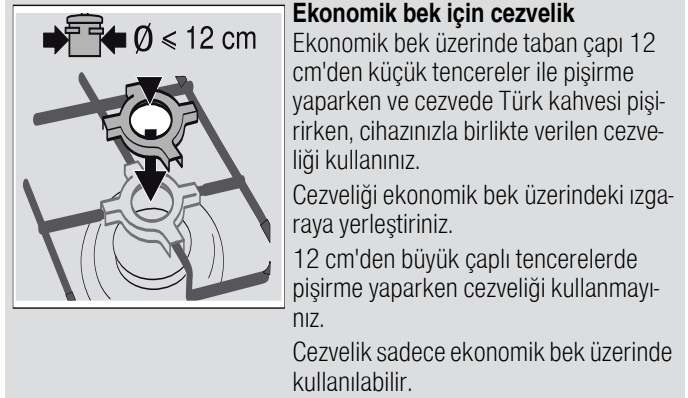 Ø ≤ 12 cm
Ekonomik bek için cezvelik
Ekonomik bek üzerinde taban çapı 12
cm'den küçük tencereler ile pişirme
yaparken ve cezvede Türk kahvesi pişi-
rirken, cihazınızla birlikte verilen cezve-
liği kullanınız.
Cezveliği ekonomik bek üzerindeki ızga-
raya yerleştiriniz.
12 cm'den büyük çaplı tencerelerde
pişirme yaparken cezveliği kullanmayı-
nız.
Cezvelik sadece ekonomik bek üzerinde
kullanılabilir.